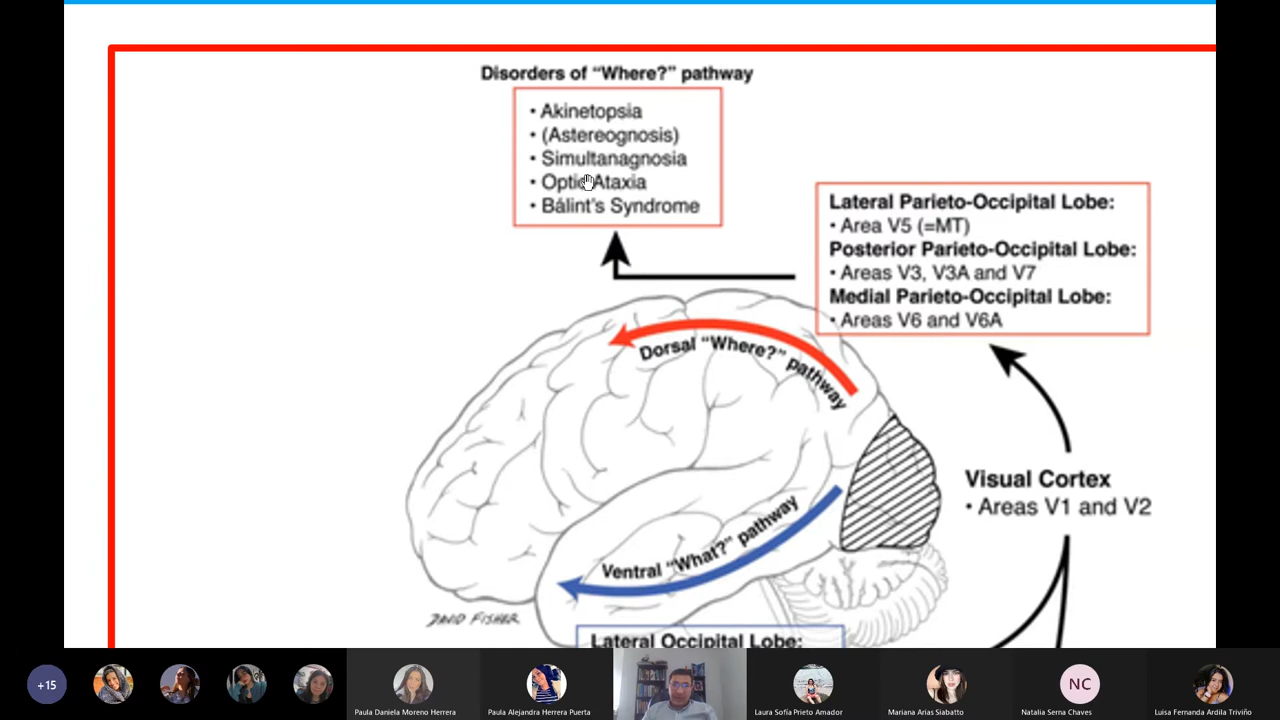 Disorders of “Where?” pathway
• Akinetopsia
• (Astereognosis)
• Simultanagnosia
• Optic Ataxia
• Bálint’s Syndrome
Lateral Parieto-Occipital Lobe:
• Area V5 (=MT)
Posterior Parieto-Occipital Lobe:
• Areas V3, V3A and V7
Medial Parieto-Occipital Lobe:
• Areas V6 and V6A
Dorsal “Where?” pathway
Visual Cortex
• Areas V1 and V2
Ventral “What?” pathway
DAVID FISHER
Lateral Occipital Lobe:
+15
NC
Paula Daniela Moreno Herrera
Paula Alejandra Herrera Puerta
Laura Sofía Prieto Amador
Mariana Arias Siabatto
Natalia Serna Chaves
Luisa Fernanda Ardila Triviño